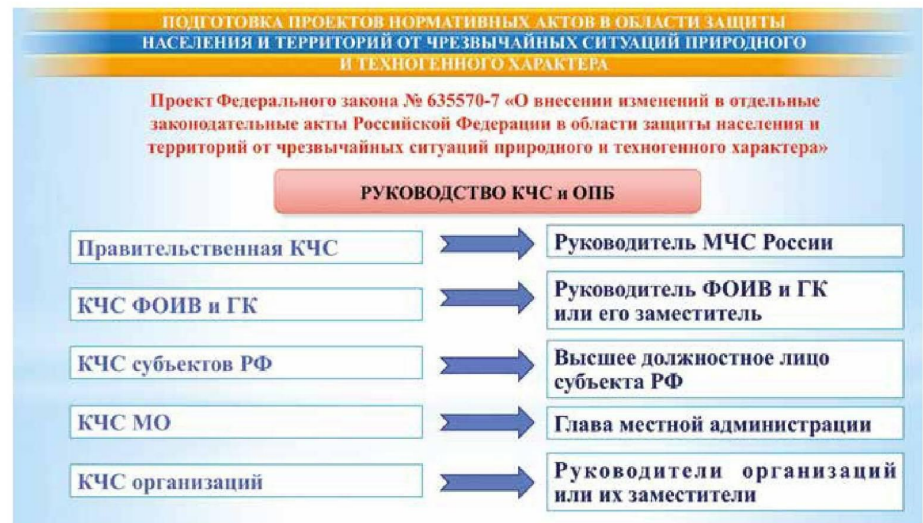 ПОДГОТОВКА ПРОЕКТОВ НОРМАТИВНЫХ АКТОВ В ОБЛАСТИ ЗАЩИТЫ
НАСЕЛЕНИЯ И ТЕРРИТОРИЙ ОТ ЧРЕЗВЫЧАЙНЫХ СИТУАЦИЙ ПРИРОДНОГО
И ТЕХНОГЕННОГО ХАРАКТЕРА
Проект Федерального закона № 635570-7 «О внесении изменений в отдельные
законодательные акты Российской Федерации в области защиты населения и
территорий от чрезвычайных ситуаций природного и техногенного характера»
РУКОВОДСТВО КЧС и ОПБ
Правительственная КЧС
Руководитель МЧС России
КЧС ФОИВ и ГК
Руководитель ФОИВ и ГК
или его заместитель
КЧС субъектов РФ
Высшее должностное лицо
субъекта РФ
КЧС МО
Глава местной администрации
КЧС организаций
Руководители организаций
или их заместители